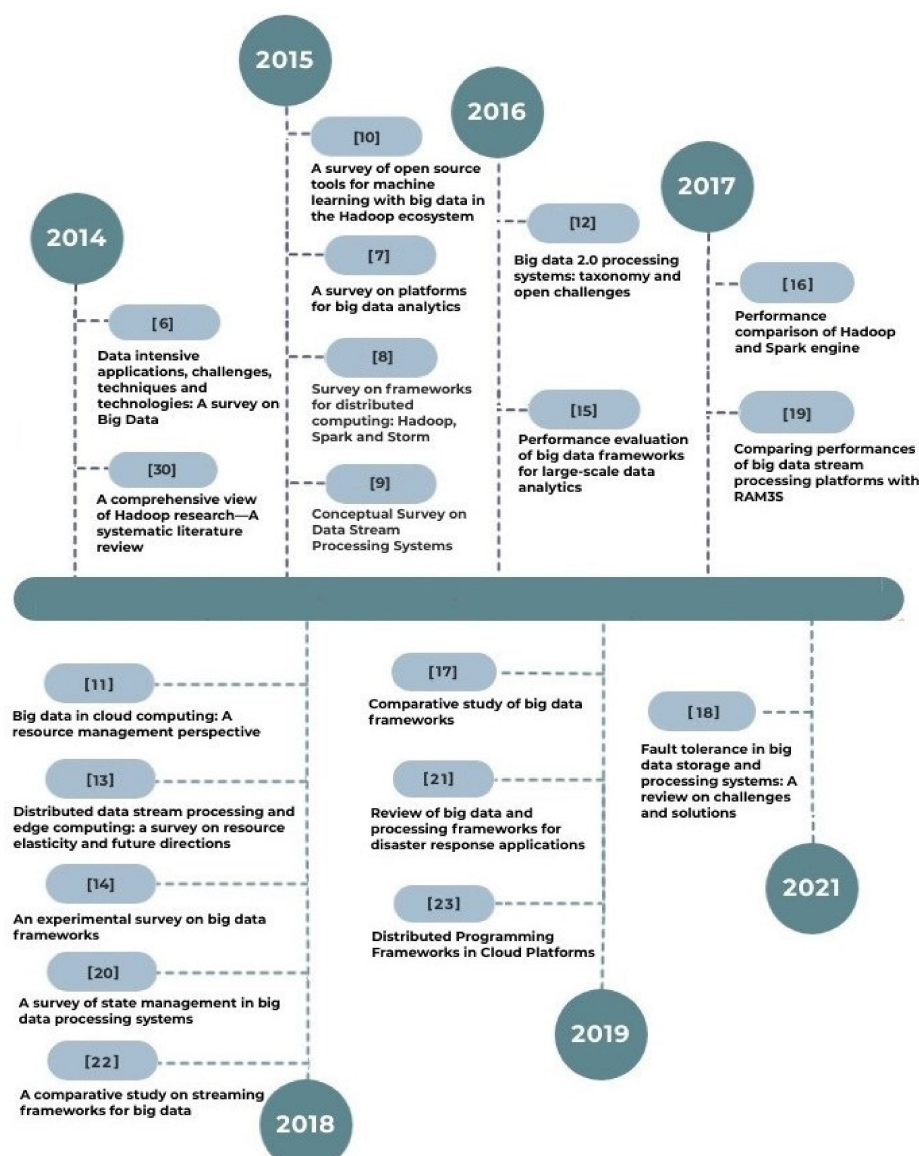 2014
[6]
Data intensive
applications, challenges,
techniques and
technologies: A survey on
Big Data
[30]
A comprehensive view
of Hadoop research—A
systematic literature
review
2015
[10]
A survey of open source
tools for machine
learning with big data in
the Hadoop ecosystem
[7]
A survey on platforms
for big data analytics
[8]
Survey on frameworks
for distributed
computing: Hadoop,
Spark and Storm
[9]
Conceptual Survey on
Data Stream
Processing Systems
2016
[12]
Big data 2.0 processing
systems: taxonomy and
open challenges
[15]
Performance evaluation
of big data frameworks
for large-scale data
analytics
2017
[16]
Performance
comparison of Hadoop
and Spark engine
[19]
Comparing performances
of big data stream
processing platforms with
RAM3S
[11]
Big data in cloud computing: A
resource management perspective
[13]
Distributed data stream processing and
edge computing: a survey on resource
elasticity and future directions
[14]
An experimental survey on big data
frameworks
[20]
A survey of state management in big
data processing systems
[22]
A comparative study on streaming
frameworks for big data
2018
[17]
Comparative study of big data
frameworks
[21]
Review of big data and
processing frameworks for
disaster response applications
[23]
Distributed Programming
Frameworks in Cloud Platforms
2019
[18]
Fault tolerance in big
data storage and
processing systems: A
review on challenges
and solutions
2021